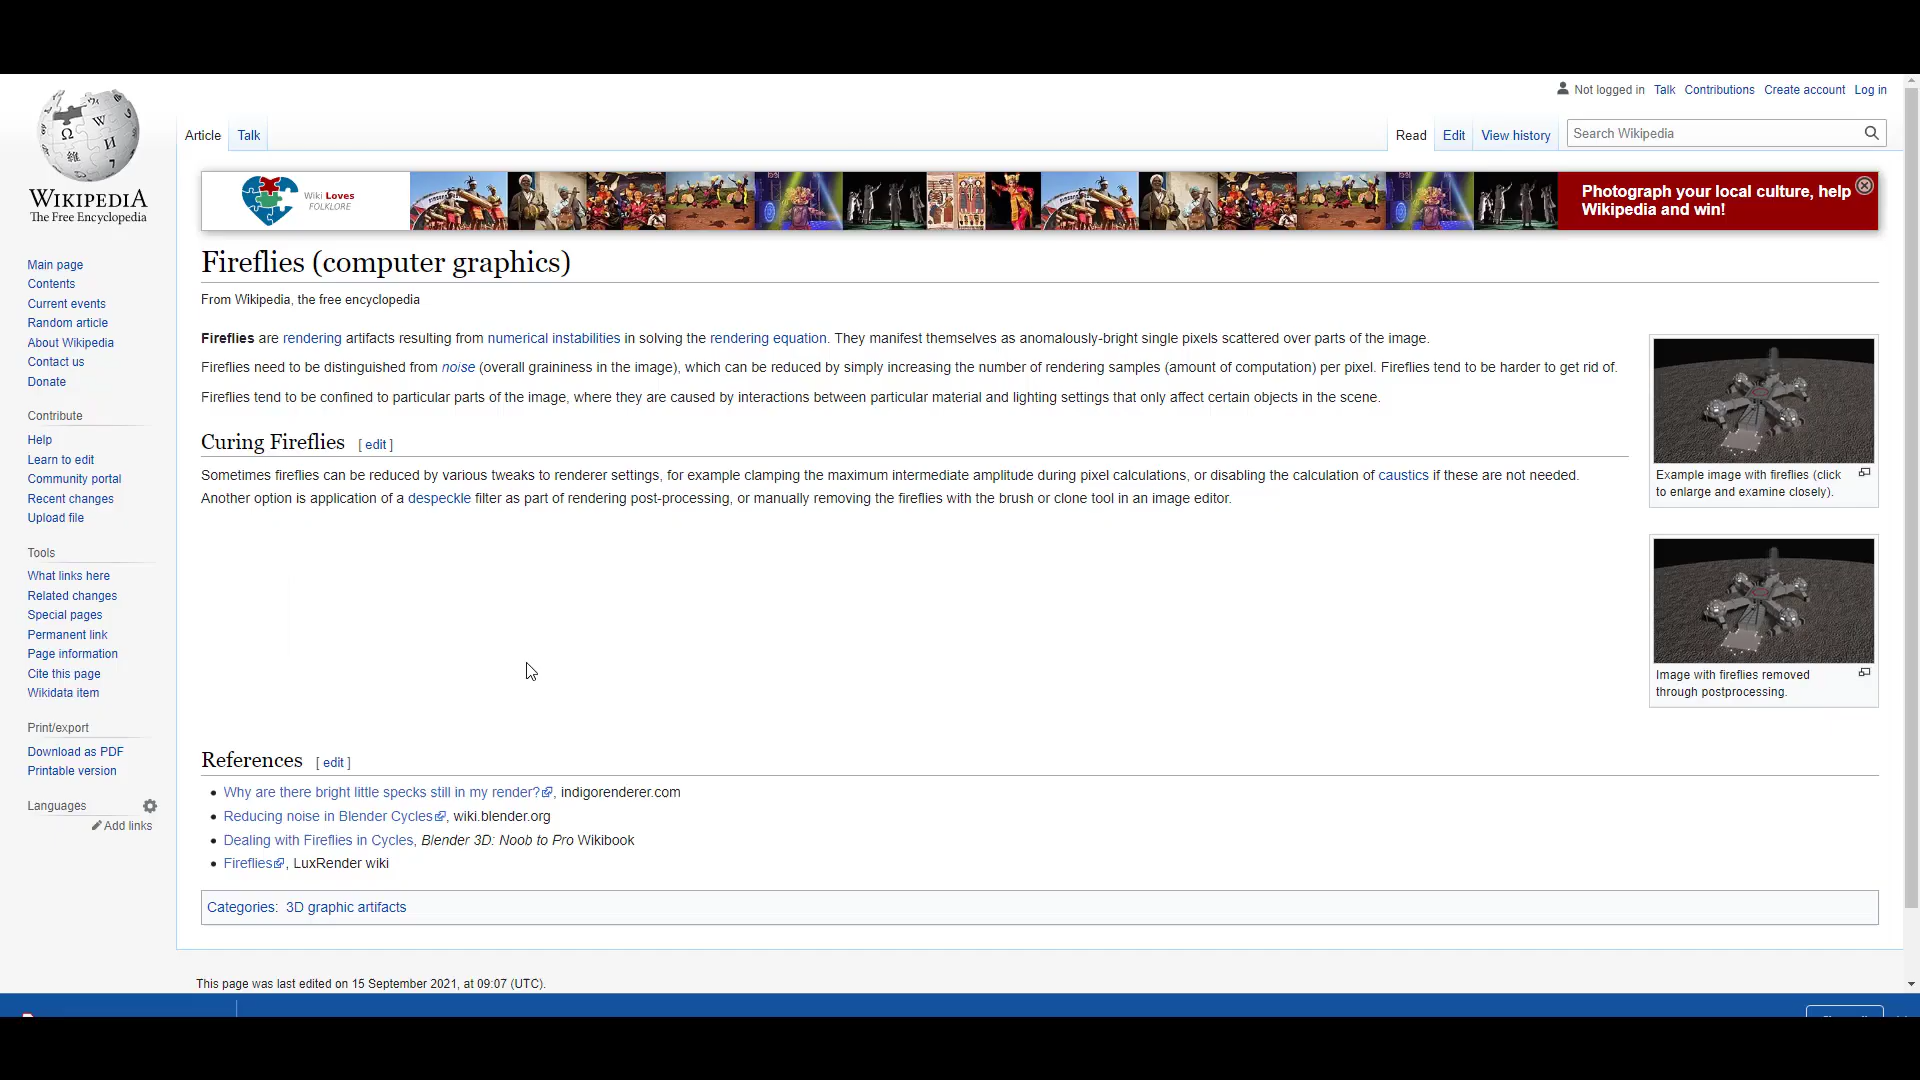 Not logged in Talk Contributions Create account Log in
Article Talk Read Edit View history Search Wikipedia
WIKIPEDIA
The Free Encyclopedia
Wiki Loves
FOLKLORE
Photograph your local culture, help
Wikipedia and win!
Main page
Contents
Current events
Random article
About Wikipedia
Contact us
Donate
Contribute
Help
Learn to edit
Community portal
Recent changes
Upload file
Tools
What links here
Related changes
Special pages
Permanent link
Page information
Cite this page
Wikidata item
Print/export
Download as PDF
Printable version
Languages
Add links
Fireflies (computer graphics)
From Wikipedia, the free encyclopedia
Fireflies are rendering artifacts resulting from numerical instabilities in solving the rendering equation. They manifest themselves as anomalously-bright single pixels scattered over parts of the image.
Fireflies need to be distinguished from noise (overall graininess in the image), which can be reduced by simply increasing the number of rendering samples (amount of computation) per pixel. Fireflies tend to be harder to get rid of.
Fireflies tend to be confined to particular parts of the image, where they are caused by interactions between particular material and lighting settings that only affect certain objects in the scene.
Curing Fireflies [ edit ]
Sometimes fireflies can be reduced by various tweaks to renderer settings, for example clamping the maximum intermediate amplitude during pixel calculations, or disabling the calculation of caustics if these are not needed.
Another option is application of a despeckle filter as part of rendering post-processing, or manually removing the fireflies with the brush or clone tool in an image editor.
Example image with fireflies (click
to enlarge and examine closely).
Image with fireflies removed
through postprocessing.
References [ edit ]
Why are there bright little specks still in my render?, indigorenderer.com
Reducing noise in Blender Cycles, wiki.blender.org
Dealing with Fireflies in Cycles, Blender 3D: Noob to Pro Wikibook
Fireflies, LuxRender wiki
Categories: 3D graphic artifacts
This page was last edited on 15 September 2021, at 09:07 (UTC).